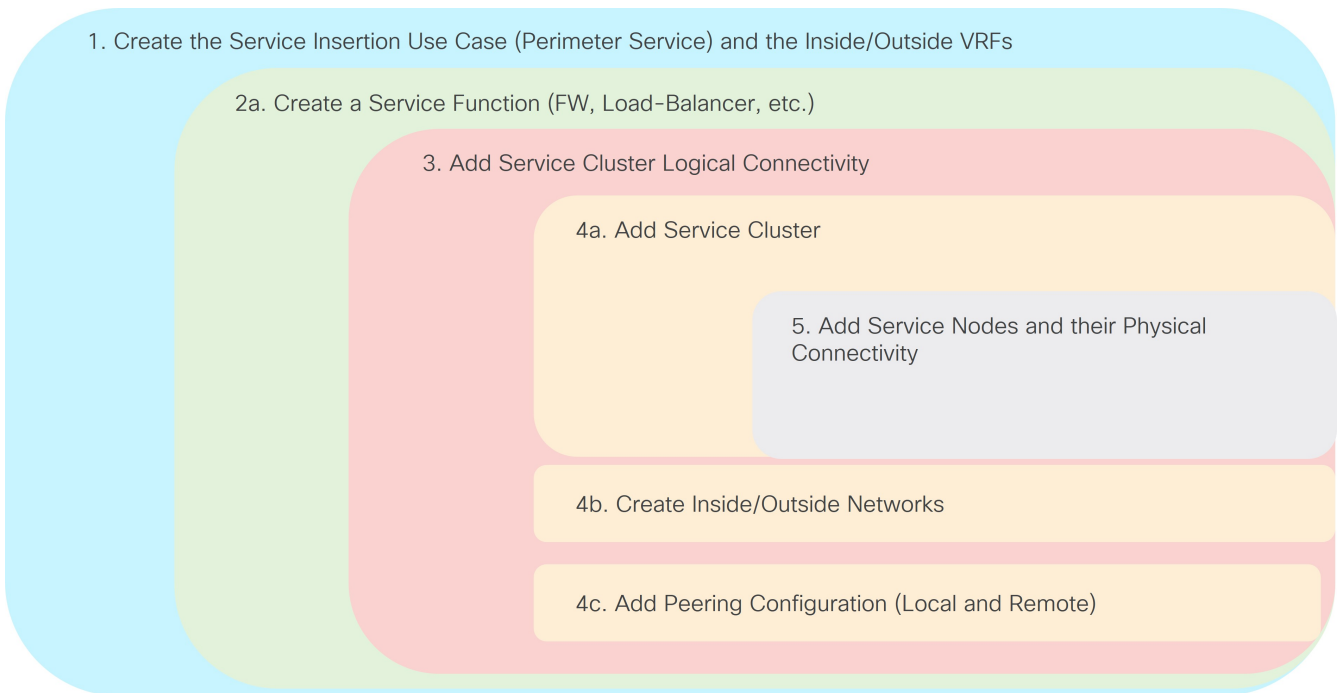 1. Create the Service Insertion Use Case (Perimeter Service) and the Inside/Outside VRFs
2a. Create a Service Function (FW, Load-Balancer, etc.)
3. Add Service Cluster Logical Connectivity
4a. Add Service Cluster
5. Add Service Nodes and their Physical
Connectivity
4b. Create Inside/Outside Networks
4c. Add Peering Configuration (Local and Remote)